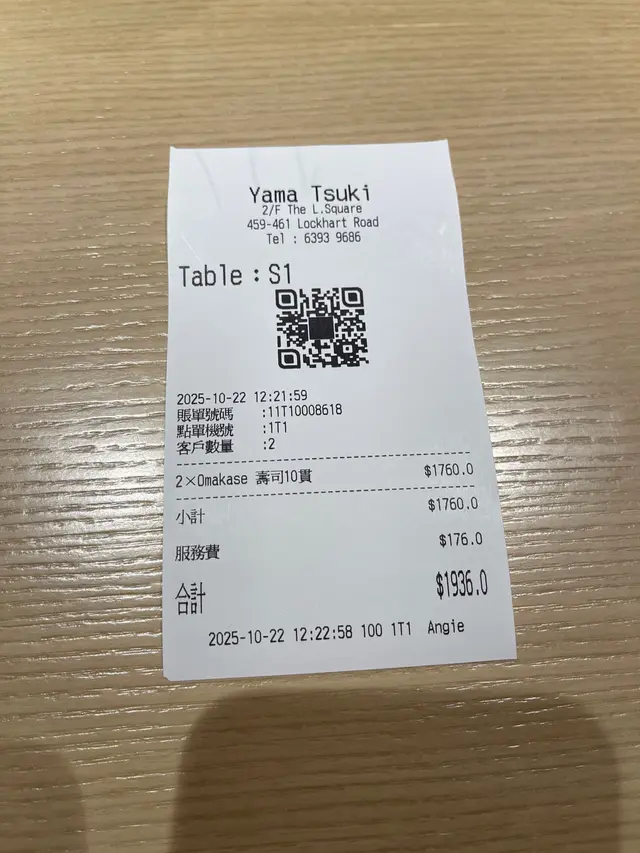 Yama Tsuki
2/F The L.Square
459-461 Lockhart Road
Tel : 6393 9686
Table : S1
2025-10-22 12:21:59
賬單號碼 :11T10008618
點單機號 :1T1
客戶數量 :2
2×Omakase 壽司10貫 $1760.0
小計 $1760.0
服務費 $176.0
合計 $1936.0
2025-10-22 12:22:58 100 1T1 Angie